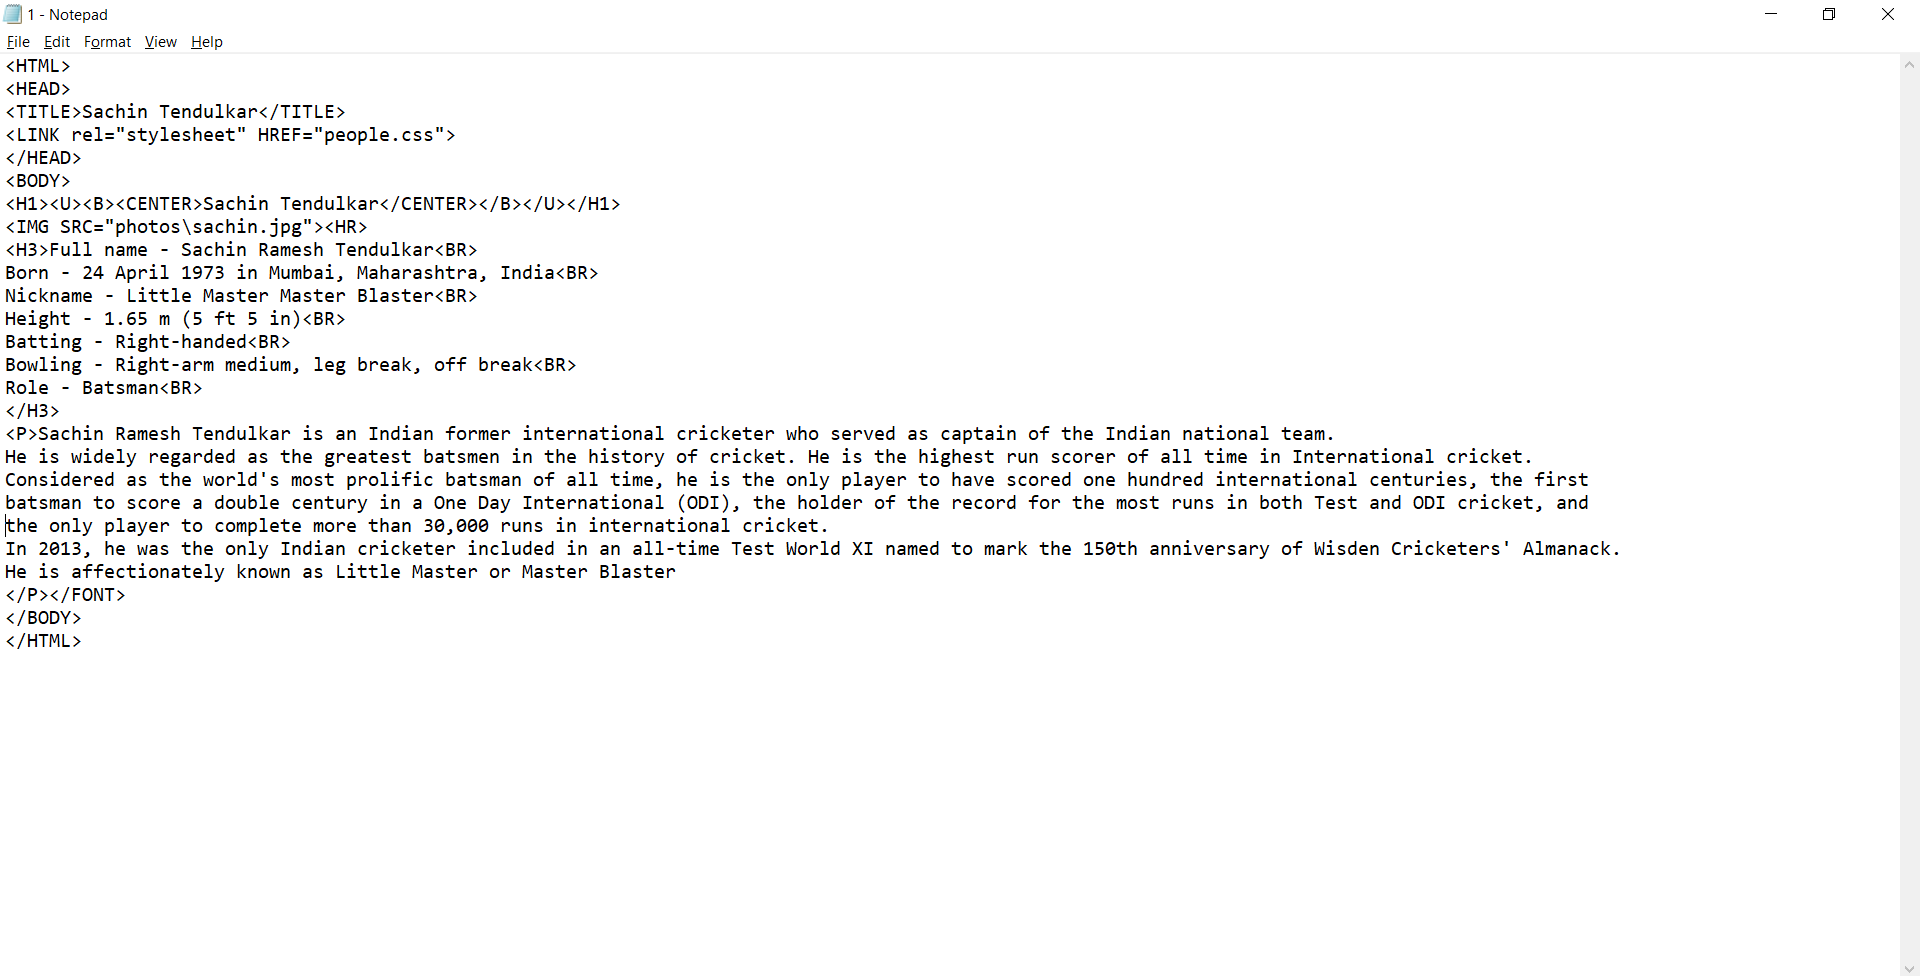 1 - Notepad
File Edit Format View Help
<HTML>
<HEAD>
<TITLE>Sachin Tendulkar</TITLE>
<LINK rel="stylesheet" HREF="people.css">
</HEAD>
<BODY>
<H1><U><B><CENTER>Sachin Tendulkar</CENTER></B></U></H1>
<IMG SRC="photos\sachin.jpg"><HR>
<H3>Full name - Sachin Ramesh Tendulkar<BR>
Born - 24 April 1973 in Mumbai, Maharashtra, India<BR>
Nickname - Little Master Master Blaster<BR>
Height - 1.65 m (5 ft 5 in)<BR>
Batting - Right-handed<BR>
Bowling - Right-arm medium, leg break, off break<BR>
Role - Batsman<BR>
</H3>
<P>Sachin Ramesh Tendulkar is an Indian former international cricketer who served as captain of the Indian national team.
He is widely regarded as the greatest batsmen in the history of cricket. He is the highest run scorer of all time in International cricket.
Considered as the world's most prolific batsman of all time, he is the only player to have scored one hundred international centuries, the first
batsman to score a double century in a One Day International (ODI), the holder of the record for the most runs in both Test and ODI cricket, and
the only player to complete more than 30,000 runs in international cricket.
In 2013, he was the only Indian cricketer included in an all-time Test World XI named to mark the 150th anniversary of Wisden Cricketers' Almanack.
He is affectionately known as Little Master or Master Blaster
</P></FONT>
</BODY>
</HTML>